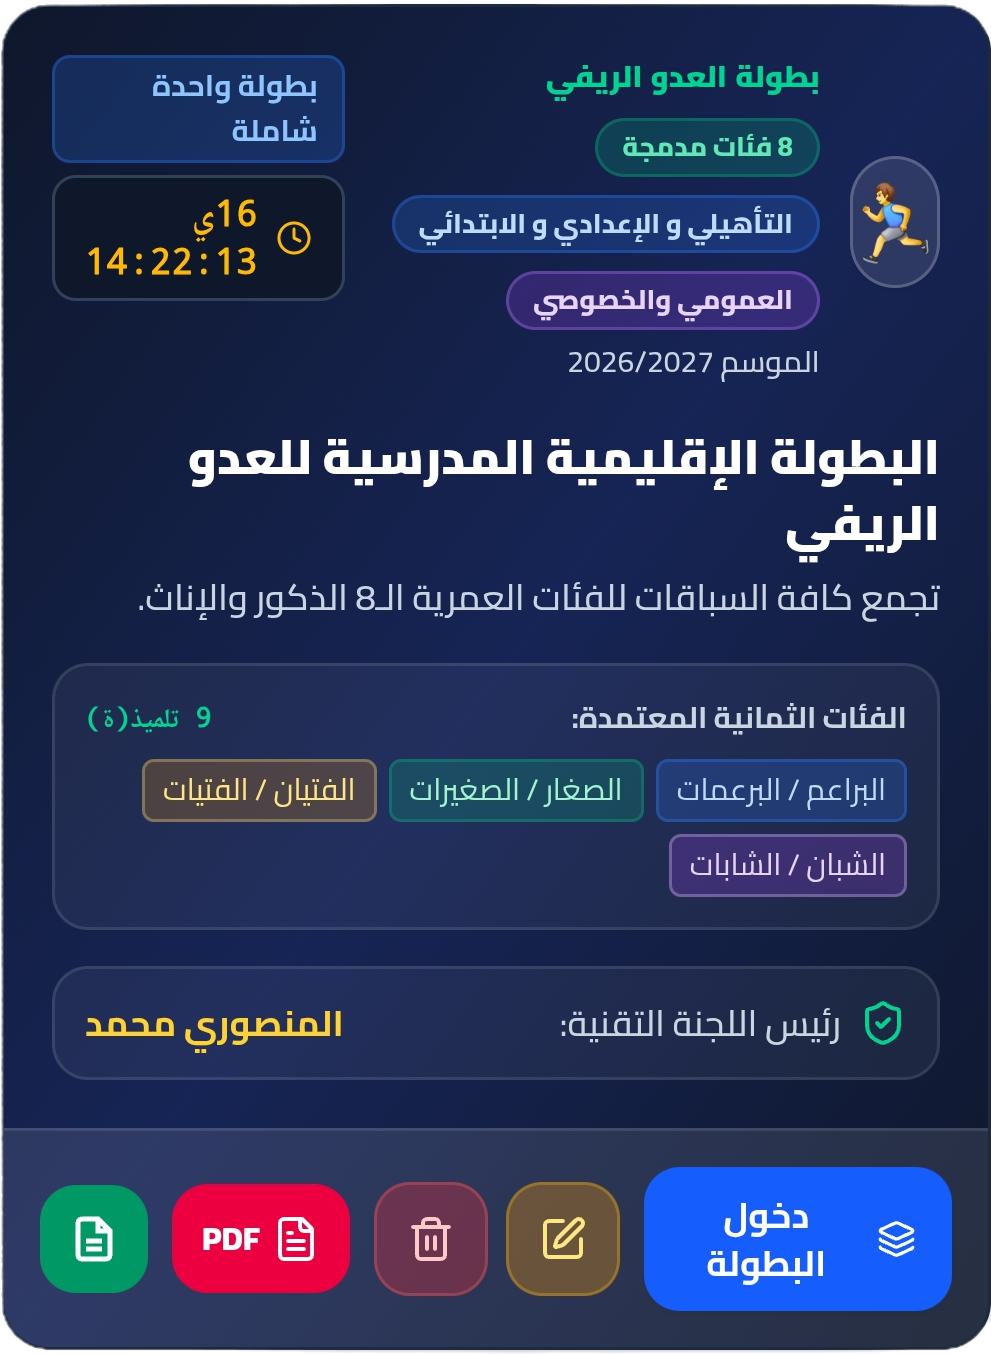 بطولة العدو الريفي
8 فئات مدمجة
التأهيلي و الإعدادي و الابتدائي
العمومي والخصوصي
الموسم 2026/2027
بطولة واحدة
شاملة
16ي
14:22:13
البطولة الإقليمية المدرسية للعدو
الريفي
تجمع كافة السباقات للفئات العمرية الـ8 الذكور والإناث.
الفئات الثمانية المعتمدة:
9 تلميذ(ة)
البراعم / البرعمات
الصغار / الصغيرات
الفتيان / الفتيات
الشبان / الشابات
رئيس اللجنة التقنية:
المنصوري محمد
دخول
البطولة
PDF